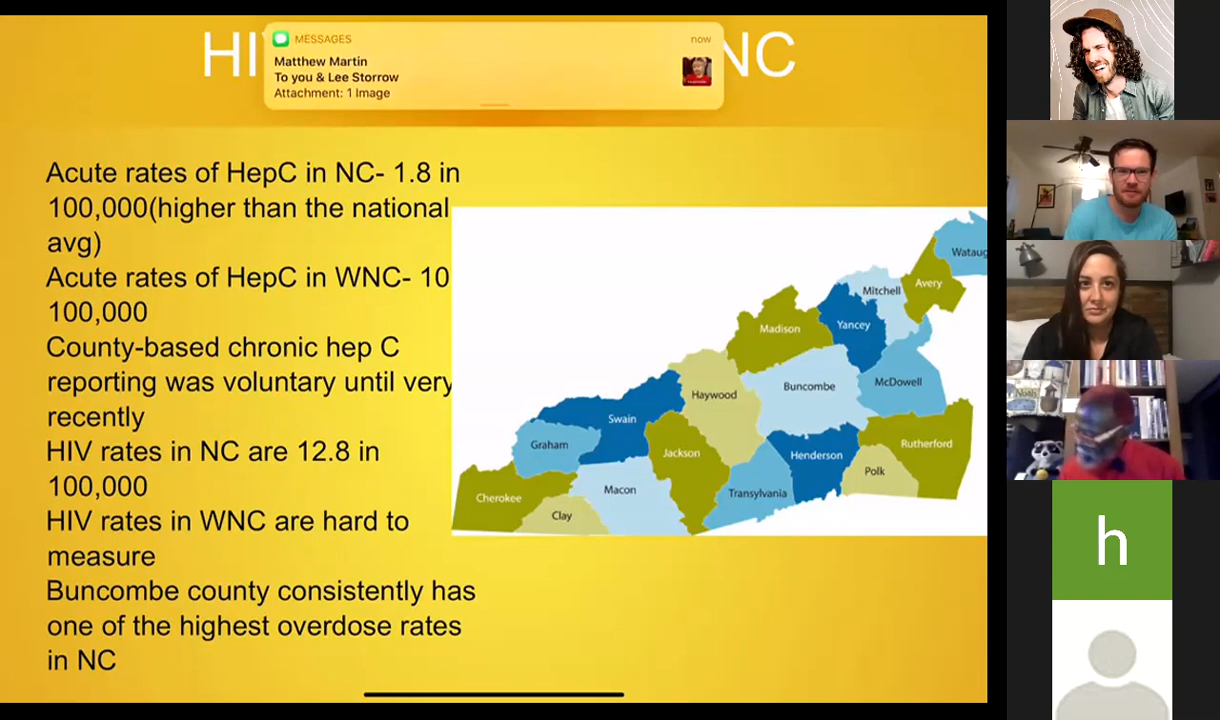 HI
NC
MESSAGES
now
Matthew Martin
To you & Lee Storrow
Attachment: 1 Image
Acute rates of HepC in NC- 1.8 in
100,000(higher than the national
avg)
Acute rates of HepC in WNC- 10
100,000
County-based chronic hep C
reporting was voluntary until very
recently
HIV rates in NC are 12.8 in
100,000
HIV rates in WNC are hard to
measure
Buncombe county consistently has
one of the highest overdose rates
in NC
Wataug
Avery
Mitchell
Yancey
Madison
McDowell
Buncombe
Haywood
Swain
Graham
Jackson
Henderson
Rutherford
Polk
Transylvania
Macon
Cherokee
Clay
Noah
h